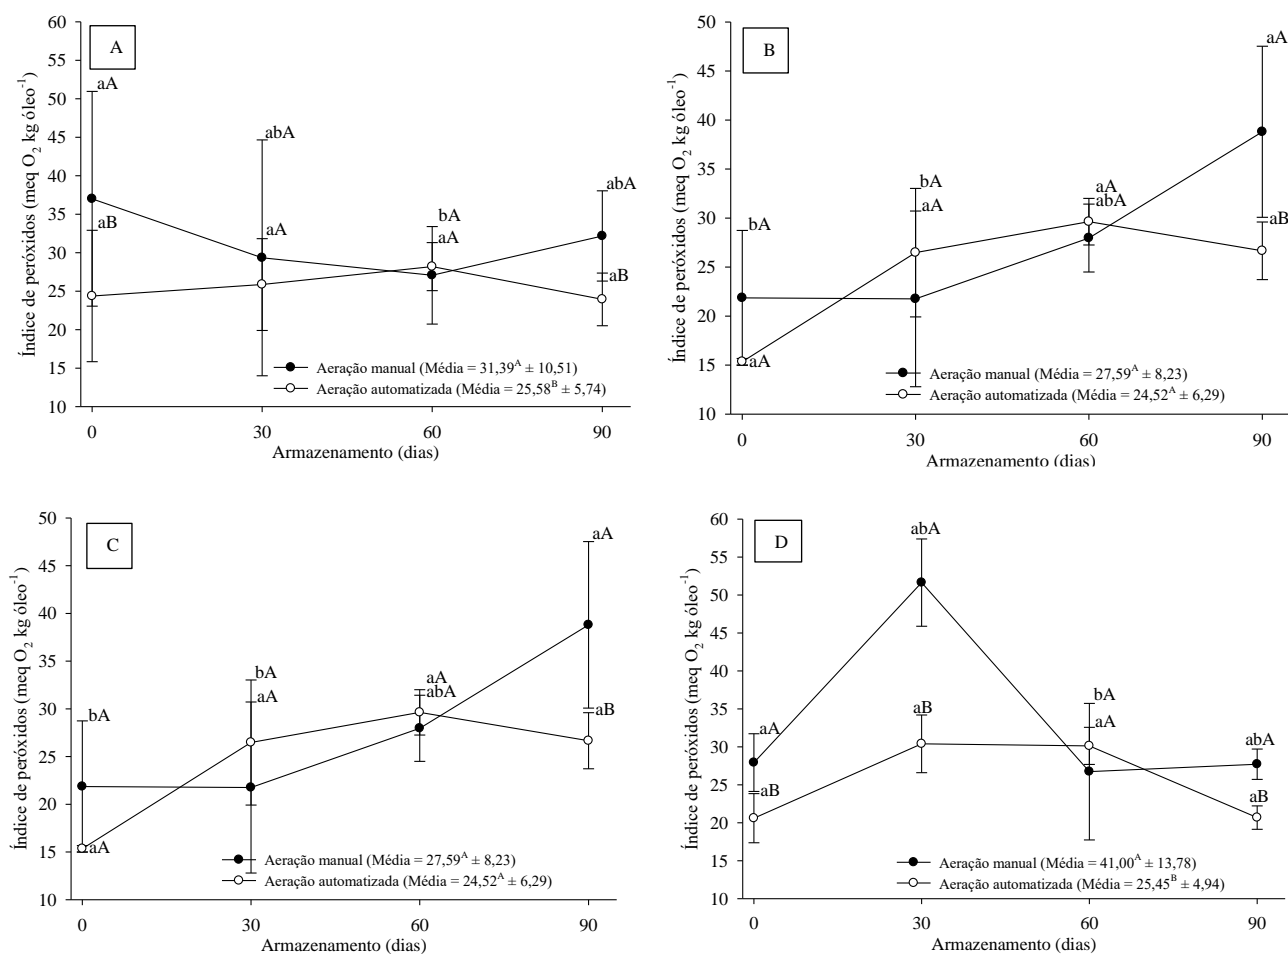 A
Índice de peróxidos (meq O2 kg óleo-1)
60
55
50
45
40
35
30
25
20
15
10
aA
abA
abA
aB
aA
bA
aA
aB
Aeração manual (Média = 31,39A ± 10,51)
Aeração automatizada (Média = 25,58B ± 5,74)
0 30 60 90
Armazenamento (dias)
B
Índice de peróxidos (meq O2 kg óleo-1)
50
45
40
35
30
25
20
15
10
aA
bA
aA
abA
bA
aA
aB
aA
Aeração manual (Média = 27,59A ± 8,23)
Aeração automatizada (Média = 24,52A ± 6,29)
0 30 60 90
Armazenamento (dias)
C
Índice de peróxidos (meq O2 kg óleo-1)
50
45
40
35
30
25
20
15
10
aA
bA
aA
abA
aA
bA
aB
aA
Aeração manual (Média = 27,59A ± 8,23)
Aeração automatizada (Média = 24,52A ± 6,29)
0 30 60 90
Armazenamento (dias)
D
Índice de peróxidos (meq O2 kg óleo-1)
60
55
50
45
40
35
30
25
20
15
10
abA
bA
aA
aB
aA
abA
aB
aB
Aeração manual (Média = 41,00A ± 13,78)
Aeração automatizada (Média = 25,45B ± 4,94)
0 30 60 90
Armazenamento (dias)